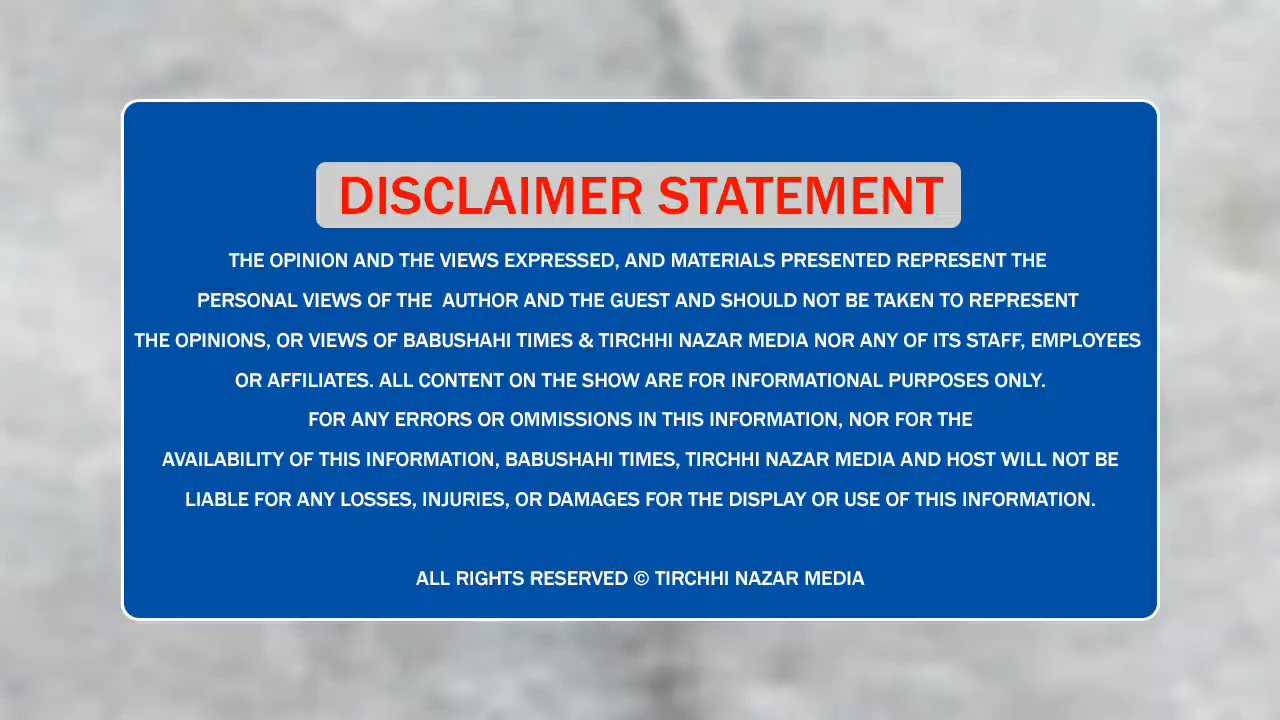 DISCLAIMER STATEMENT
THE OPINION AND THE VIEWS EXPRESSED, AND MATERIALS PRESENTED REPRESENT THE
PERSONAL VIEWS OF THE  AUTHOR AND THE GUEST AND SHOULD NOT BE TAKEN TO REPRESENT
THE OPINIONS, OR VIEWS OF BABUSHAHI TIMES & TIRCHHI NAZAR MEDIA NOR ANY OF ITS STAFF, EMPLOYEES
OR AFFILIATES. ALL CONTENT ON THE SHOW ARE FOR INFORMATIONAL PURPOSES ONLY.
FOR ANY ERRORS OR OMMISSIONS IN THIS INFORMATION, NOR FOR THE
AVAILABILITY OF THIS INFORMATION, BABUSHAHI TIMES, TIRCHHI NAZAR MEDIA AND HOST WILL NOT BE
LIABLE FOR ANY LOSSES, INJURIES, OR DAMAGES FOR THE DISPLAY OR USE OF THIS INFORMATION.
ALL RIGHTS RESERVED © TIRCHHI NAZAR MEDIA